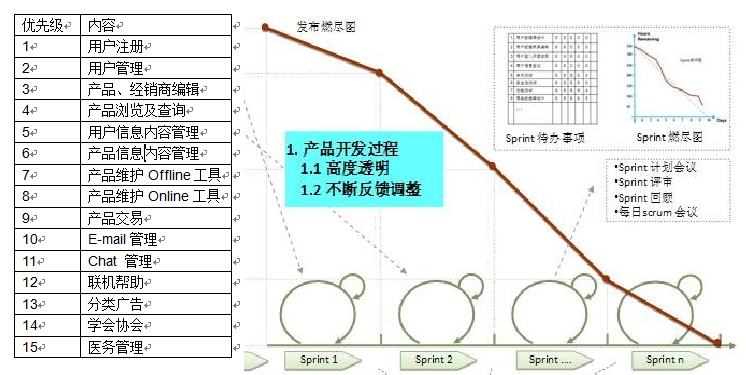 优先级 内容
1 用户注册
2 用户管理
3 产品、经销商编辑
4 产品浏览及查询
5 用户信息内容管理
6 产品信息内容管理
7 产品维护 Offline 工具
8 产品维护 Online 工具
9 产品交易
10 E-mail 管理
11 Chat 管理
12 联机帮助
13 分类广告
14 学会协会
15 医务管理
发布燃尽图
1. 产品开发过程
1.1 高度透明
1.2 不断反馈调整
Sprint 待办事项
Hours
Remaining
Days
Sprint 燃尽图
•Sprint 计划会议
•Sprint 评审
•Sprint 回顾
•每日scrum 会议
Sprint 1
Sprint 2
Sprint ....
Sprint n